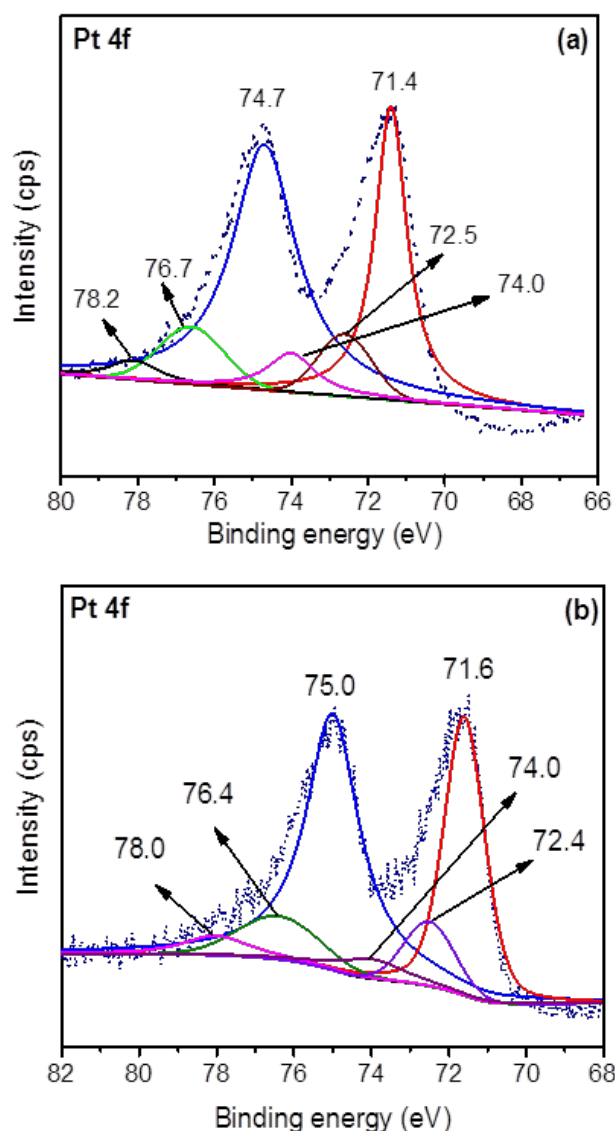 Pt 4f
(a)
74.7
71.4
72.5
76.7
74.0
78.2
Intensity (cps)
80 78 76 74 72 70 68 66
Binding energy (eV)
Pt 4f
(b)
75.0
71.6
74.0
76.4
72.4
78.0
Intensity (cps)
82 80 78 76 75 72 70 68
Binding energy (eV)